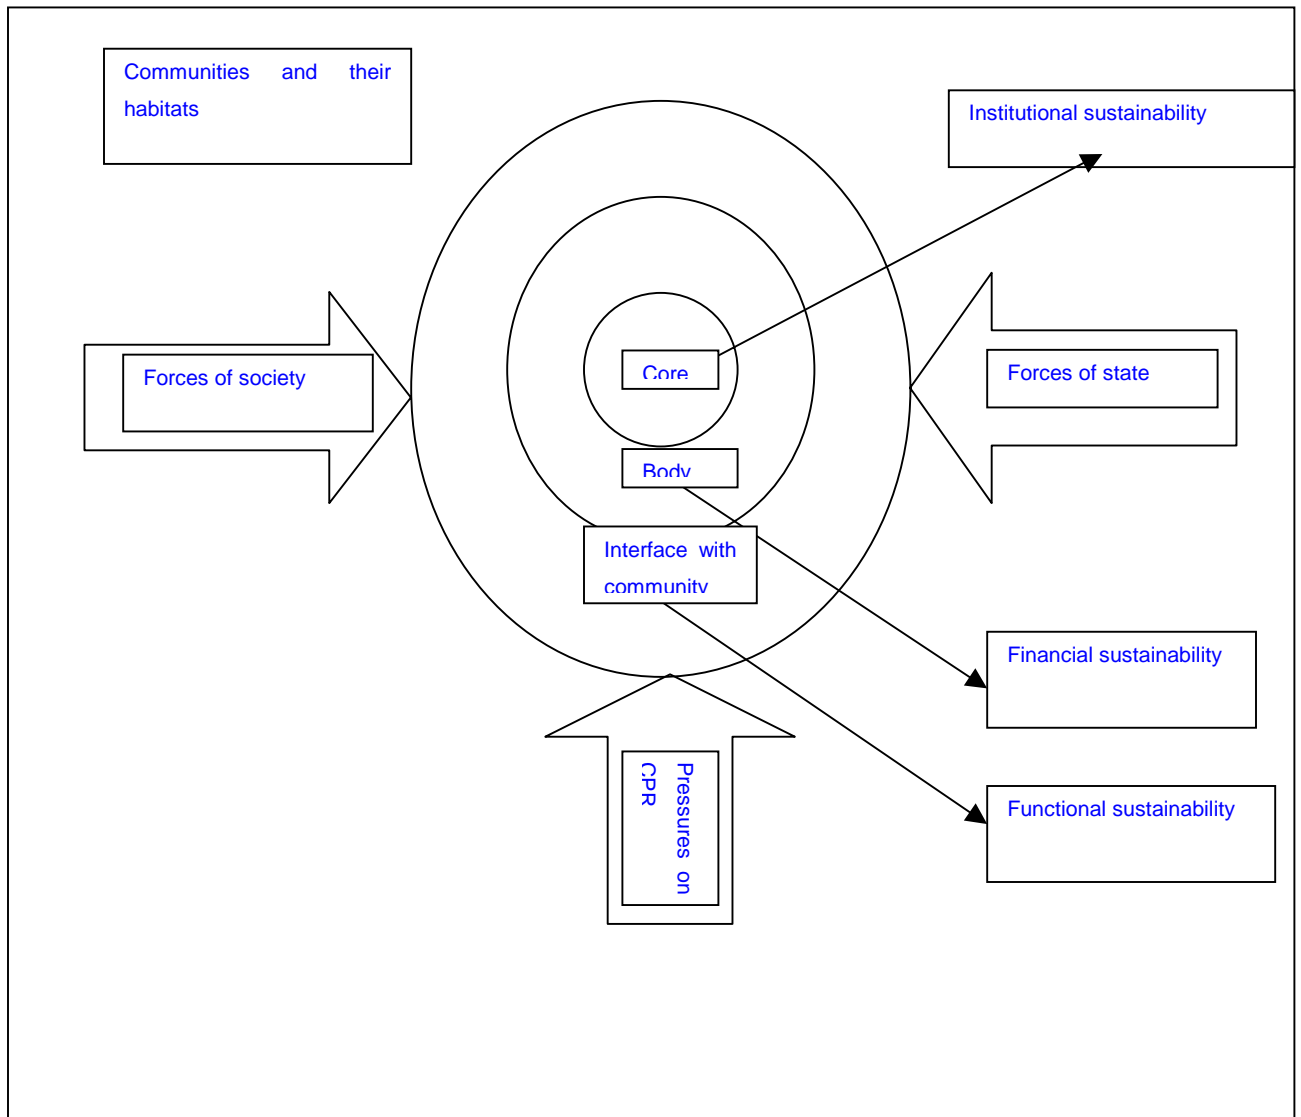 Communities and their
habitats
Institutional sustainability
Forces of society
Core
Forces of state
Body
Interface with
community
Financial sustainability
Pressures on
CPR
Functional sustainability